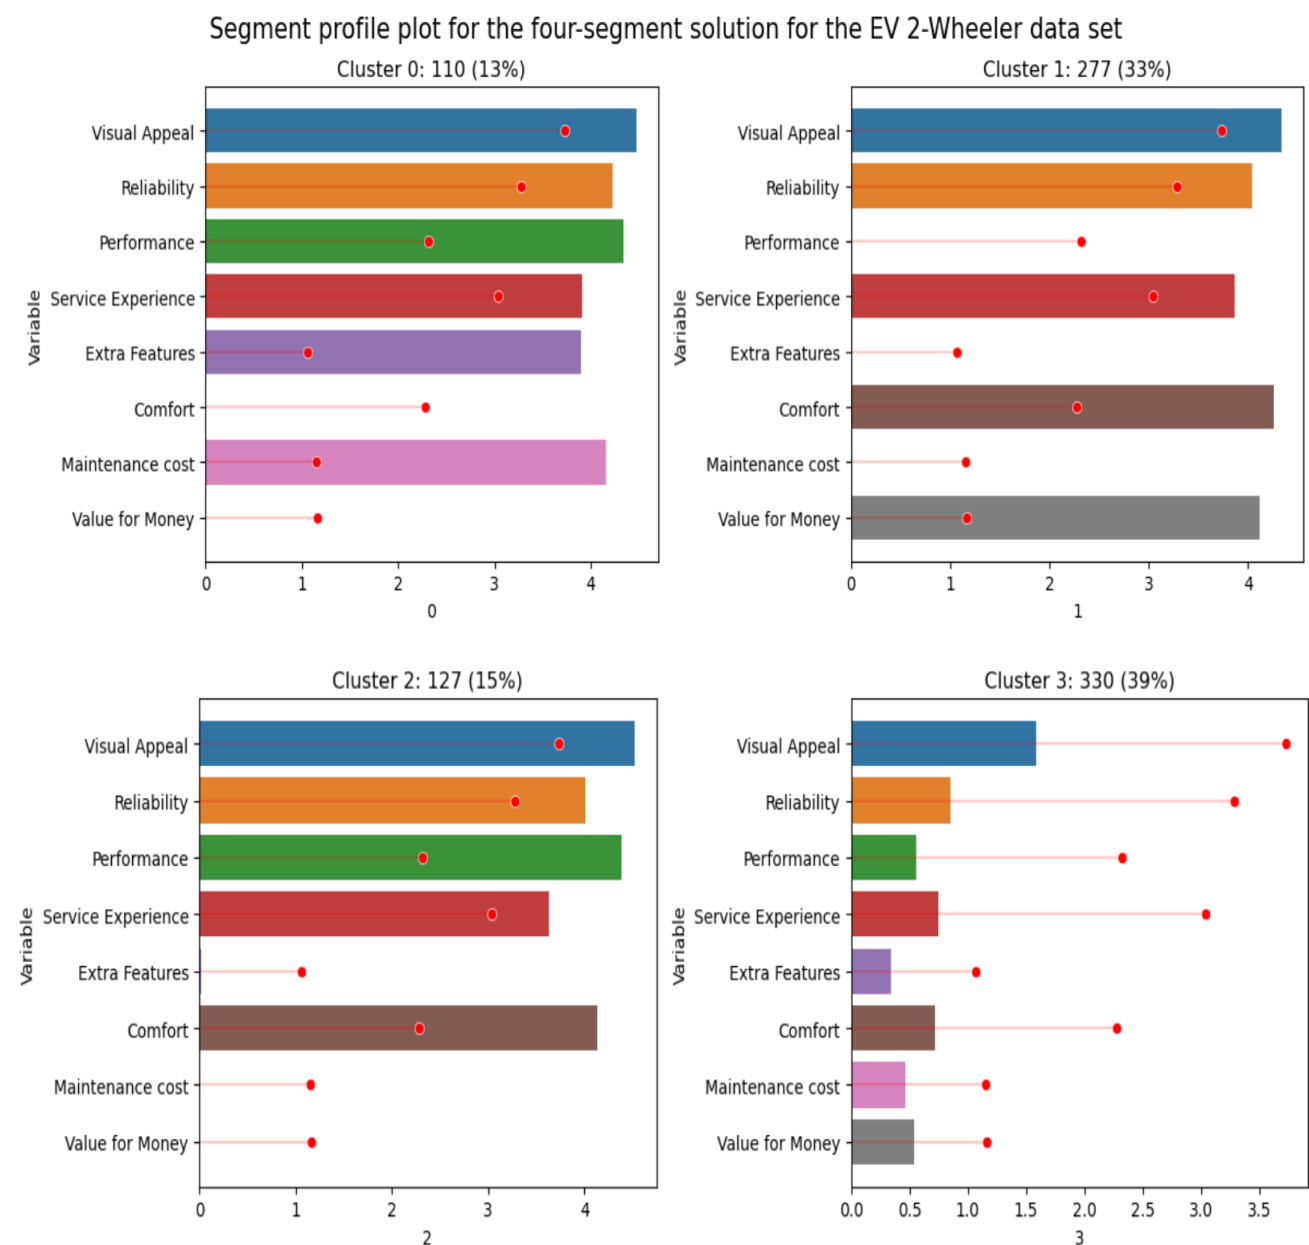 Segment profile plot for the four-segment solution for the EV 2-Wheeler data set
Cluster 0: 110 (13%)
Variable
Visual Appeal
Reliability
Performance
Service Experience
Extra Features
Comfort
Maintenance cost
Value for Money
0 1 2 3 4
0
Cluster 1: 277 (33%)
Variable
Visual Appeal
Reliability
Performance
Service Experience
Extra Features
Comfort
Maintenance cost
Value for Money
0 1 2 3 4
1
Cluster 2: 127 (15%)
Variable
Visual Appeal
Reliability
Performance
Service Experience
Extra Features
Comfort
Maintenance cost
Value for Money
0 1 2 3 4
2
Cluster 3: 330 (39%)
Variable
Visual Appeal
Reliability
Performance
Service Experience
Extra Features
Comfort
Maintenance cost
Value for Money
0.0 0.5 1.0 1.5 2.0 2.5 3.0 3.5
3